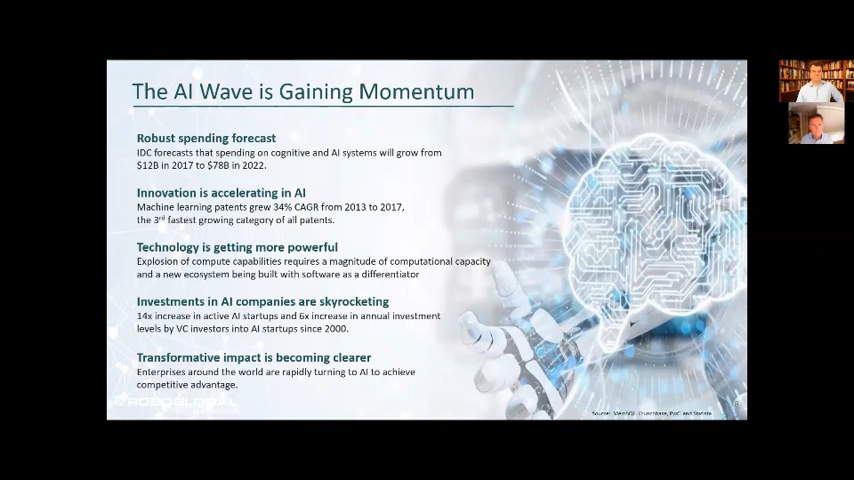 The AI Wave is Gaining Momentum
Robust spending forecast
IDC forecasts that spending on cognitive and AI systems will grow from
$12B in 2017 to $78B in 2022.
Innovation is accelerating in AI
Machine learning patents grew 34% CAGR from 2013 to 2017,
the 3rd fastest growing category of all patents.
Technology is getting more powerful
Explosion of compute capabilities requires a magnitude of computational capacity
and a new ecosystem being built with software as a differentiator
Investments in AI companies are skyrocketing
14x increase in active AI startups and 6x increase in annual investment
levels by VC investors into AI startups since 2000.
Transformative impact is becoming clearer
Enterprises around the world are rapidly turning to AI to achieve
competitive advantage.
ROBOGLOBAL
Source: MemSQL, Crunchbase, PwC and Statista